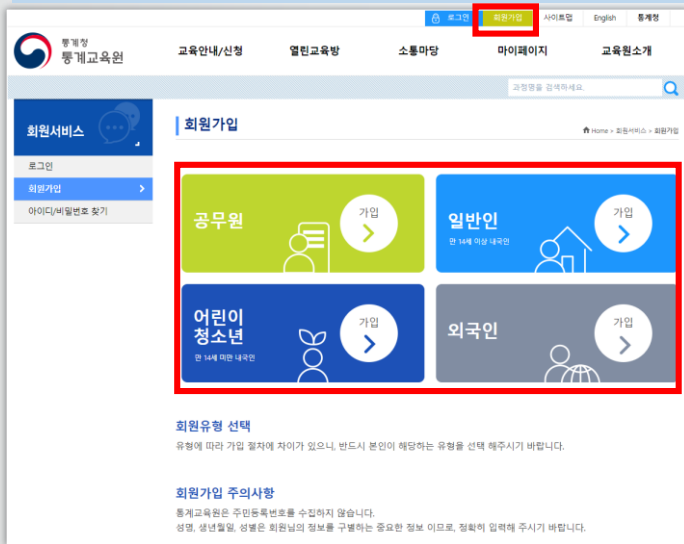 로그인 회원가입 사이트맵 English 통계청
통계청
통계교육원
교육안내/신청 열린교육방 소통마당 마이페이지 교육원소개
과정명을 검색하세요.
회원서비스
회원가입
Home > 회원서비스 > 회원가입
로그인
회원가입
아이디/비밀번호 찾기
공무원
가입
일반인
만 14세 이상 내국인
가입
어린이
청소년
만 14세 미만 내국인
가입
외국인
가입
회원유형 선택
유형에 따라 가입 절차에 차이가 있으니, 반드시 본인이 해당하는 유형을 선택 해주시기 바랍니다.
회원가입 주의사항
통계교육원은 주민등록번호를 수집하지 않습니다.
성명, 생년월일, 성별은 회원님의 정보를 구별하는 중요한 정보 이므로, 정확히 입력해 주시기 바랍니다.